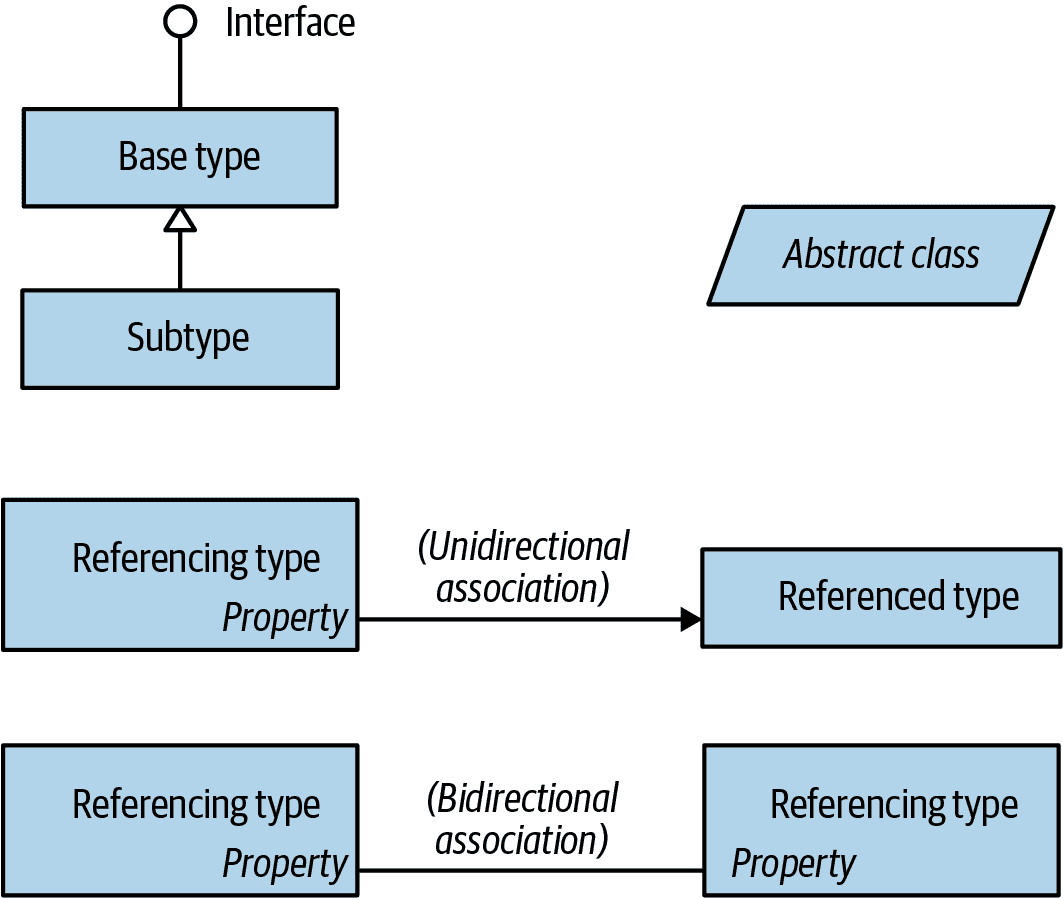 Interface
Base type
Abstract class
Subtype
Referencing type
Property
(Unidirectional
association)
Referenced type
Referencing type
Property
(Bidirectional
association)
Referencing type
Property